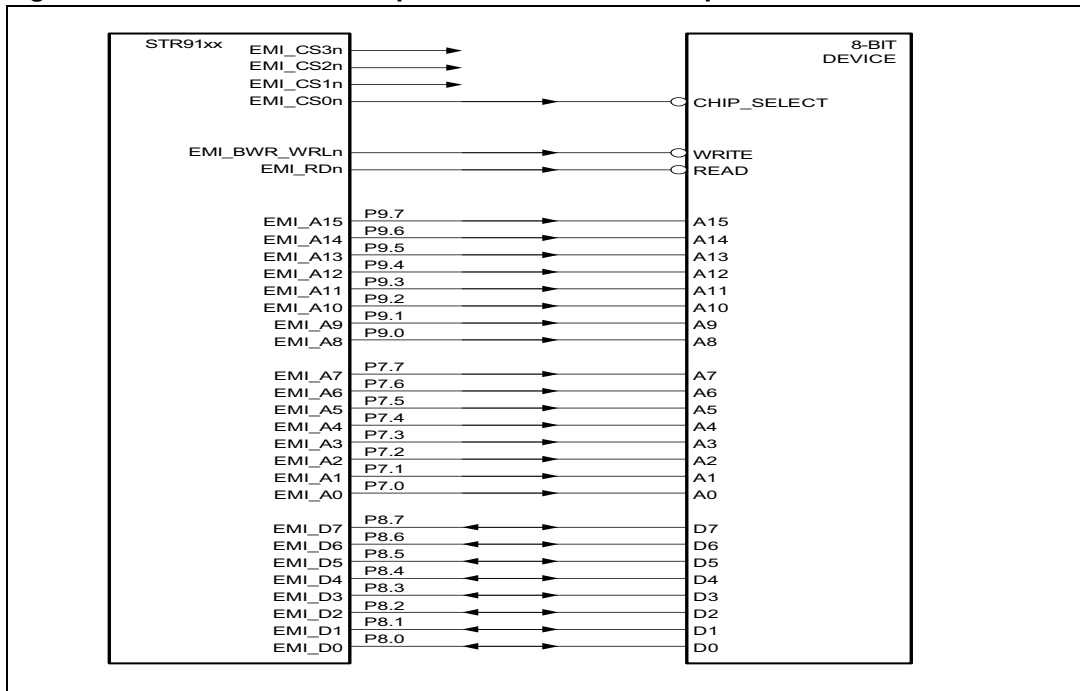 STR91xx
EMI_CS3n
EMI_CS2n
EMI_CS1n
EMI_CS0n
8-BIT
DEVICE
CHIP_SELECT
EMI_BWR_WRLn
WRITE
EMI_RDn
READ
EMI_A15 P9.7 A15
EMI_A14 P9.6 A14
EMI_A13 P9.5 A13
EMI_A12 P9.4 A12
EMI_A11 P9.3 A11
EMI_A10 P9.2 A10
EMI_A9 P9.1 A9
EMI_A8 P9.0 A8
EMI_A7 P7.7 A7
EMI_A6 P7.6 A6
EMI_A5 P7.5 A5
EMI_A4 P7.4 A4
EMI_A3 P7.3 A3
EMI_A2 P7.2 A2
EMI_A1 P7.1 A1
EMI_A0 P7.0 A0
EMI_D7 P8.7 D7
EMI_D6 P8.6 D6
EMI_D5 P8.5 D5
EMI_D4 P8.4 D4
EMI_D3 P8.3 D3
EMI_D2 P8.2 D2
EMI_D1 P8.1 D1
EMI_D0 P8.0 D0